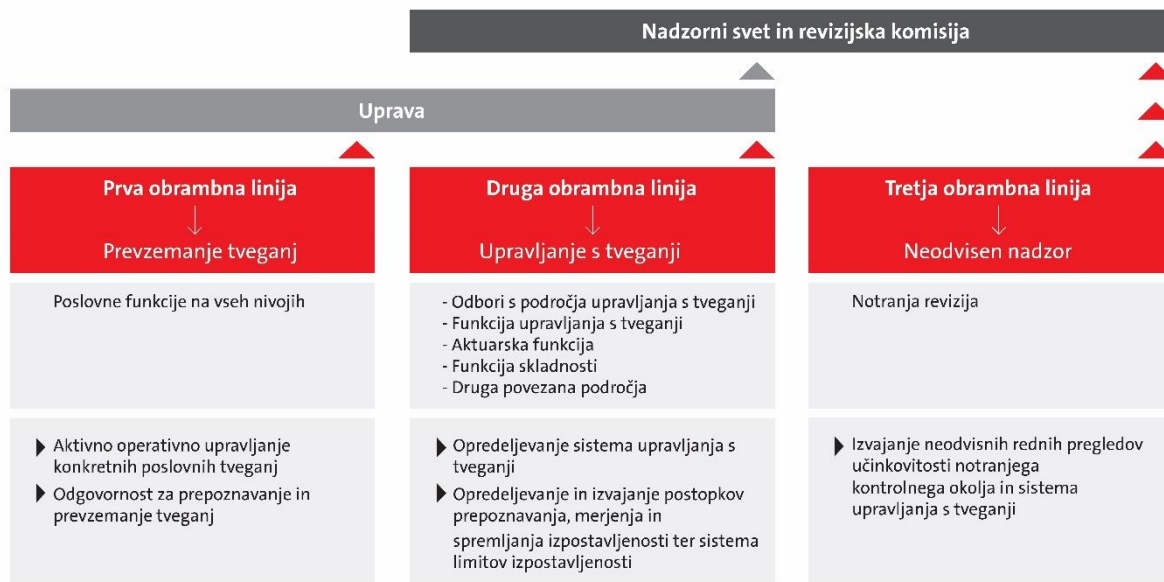 Nadzorni svet in revizijska komisija
Uprava
Prva obrambna linija
Prevzemanje tveganj
Poslovne funkcije na vseh nivojih
Aktivno operativno upravljanje
konkretnih poslovnih tveganj
Odgovornost za prepoznavanje in
prevzemanje tveganj
Druga obrambna linija
Upravljanje s tveganji
- Odbori s področja upravljanja s tveganji
- Funkcija upravljanja s tveganji
- Aktuarska funkcija
- Funkcija skladnosti
- Druga povezana področja
Opredeljevanje sistema upravljanja s
tveganji
Opredeljevanje in izvajanje postopkov
prepoznavanja, merjenja in
spremljanja izpostavljenosti ter sistema
limitov izpostavljenosti
Tretja obrambna linija
Neodvisen nadzor
Notranja revizija
Izvajanje neodvisnih rednih pregledov
učinkovitosti notranjega
kontrolnega okolja in sistema
upravljanja s tveganji